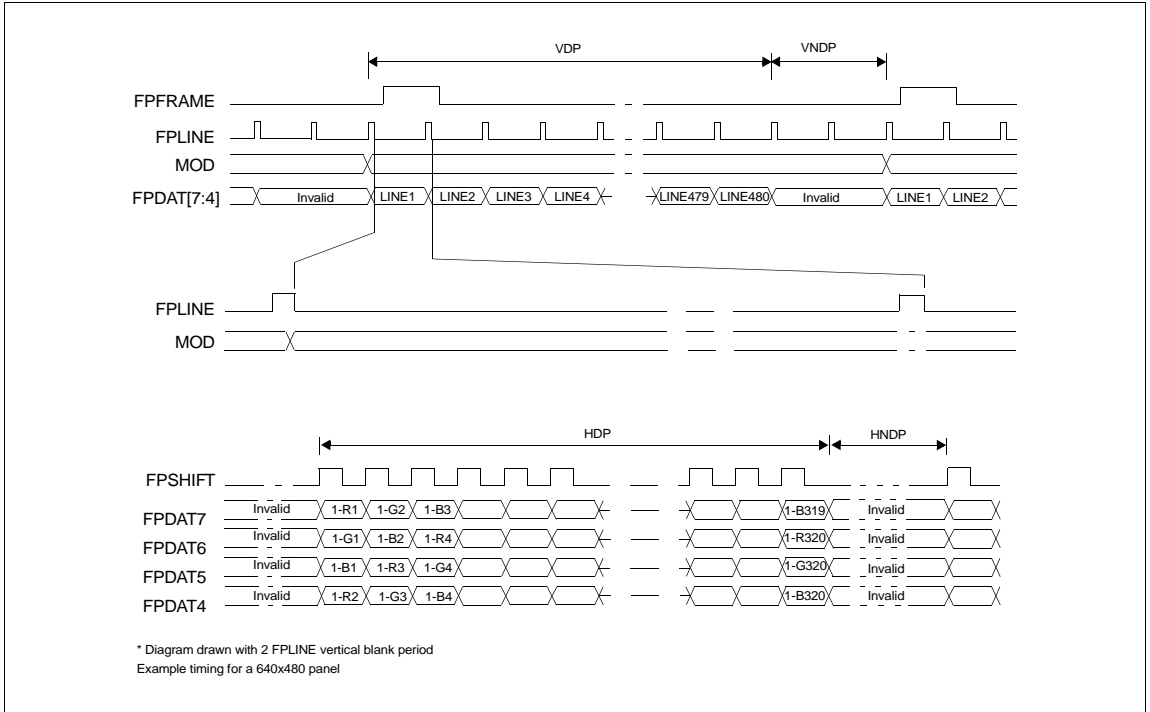 VDP VNDP
FPFRAME
FPLINE
MOD
FPDAT[7:4] Invalid LINE1 LINE2 LINE3 LINE4 LINE479 LINE480 Invalid LINE1 LINE2
FPLINE
MOD
HDP HNDP
FPSHIFT
FPDAT7 Invalid 1-R1 1-G2 1-B3 1-B319 Invalid
FPDAT6 Invalid 1-G1 1-B2 1-R4 1-R320 Invalid
FPDAT5 Invalid 1-B1 1-R3 1-G4 1-G320 Invalid
FPDAT4 Invalid 1-R2 1-G3 1-B4 1-B320 Invalid
* Diagram drawn with 2 FPLINE vertical blank period
Example timing for a 640x480 panel